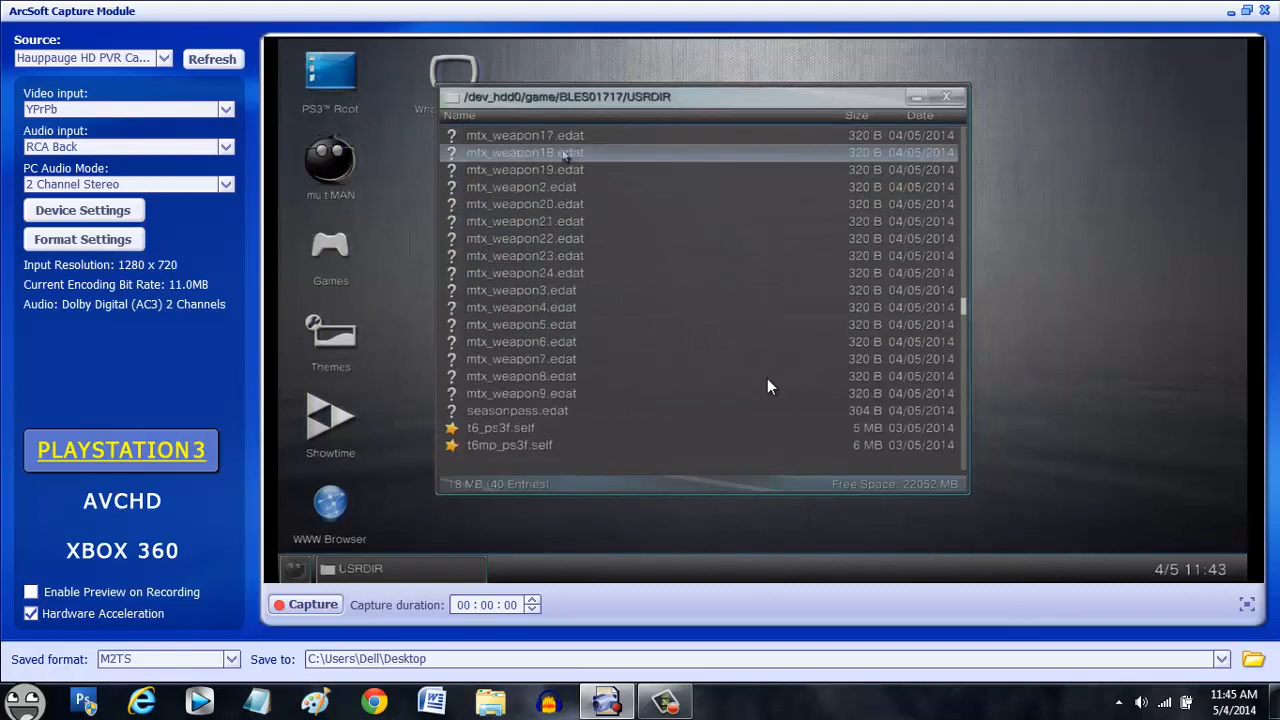 ArcSoft Capture Module
Source:
Hauppauge HD PVR Ca...
Refresh
Video input:
YPrPb
Audio input:
RCA Back
PC Audio Mode:
2 Channel Stereo
Device Settings
Format Settings
Input Resolution: 1280 x 720
Current Encoding Bit Rate: 11.0MB
Audio: Dolby Digital (AC3) 2 Channels
PLAYSTATION3
AVCHD
XBOX 360
Enable Preview on Recording
Hardware Acceleration
PS3™ Root
multiMAN
Games
Themes
Showtime
WWW Browser
/dev_hdd0/game/BLES01717/USRDIR
Name Size Date
mtx_weapon17.edat 320 B 04/05/2014
mtx_weapon18.edat 320 B 04/05/2014
mtx_weapon19.edat 320 B 04/05/2014
mtx_weapon2.edat 320 B 04/05/2014
mtx_weapon20.edat 320 B 04/05/2014
mtx_weapon21.edat 320 B 04/05/2014
mtx_weapon22.edat 320 B 04/05/2014
mtx_weapon23.edat 320 B 04/05/2014
mtx_weapon24.edat 320 B 04/05/2014
mtx_weapon3.edat 320 B 04/05/2014
mtx_weapon4.edat 320 B 04/05/2014
mtx_weapon5.edat 320 B 04/05/2014
mtx_weapon6.edat 320 B 04/05/2014
mtx_weapon7.edat 320 B 04/05/2014
mtx_weapon8.edat 320 B 04/05/2014
mtx_weapon9.edat 320 B 04/05/2014
seasonpass.edat 304 B 04/05/2014
t6_ps3f.self 5 MB 03/05/2014
t6mp_ps3f.self 6 MB 03/05/2014
18 MB (40 Entries) Free Space: 22052 MB
USRDIR
4/5 11:43
Capture
Capture duration:
00 : 00 : 00
Saved format:
M2TS
Save to:
C:\Users\Dell\Desktop
Ps
W
11:45 AM
5/4/2014